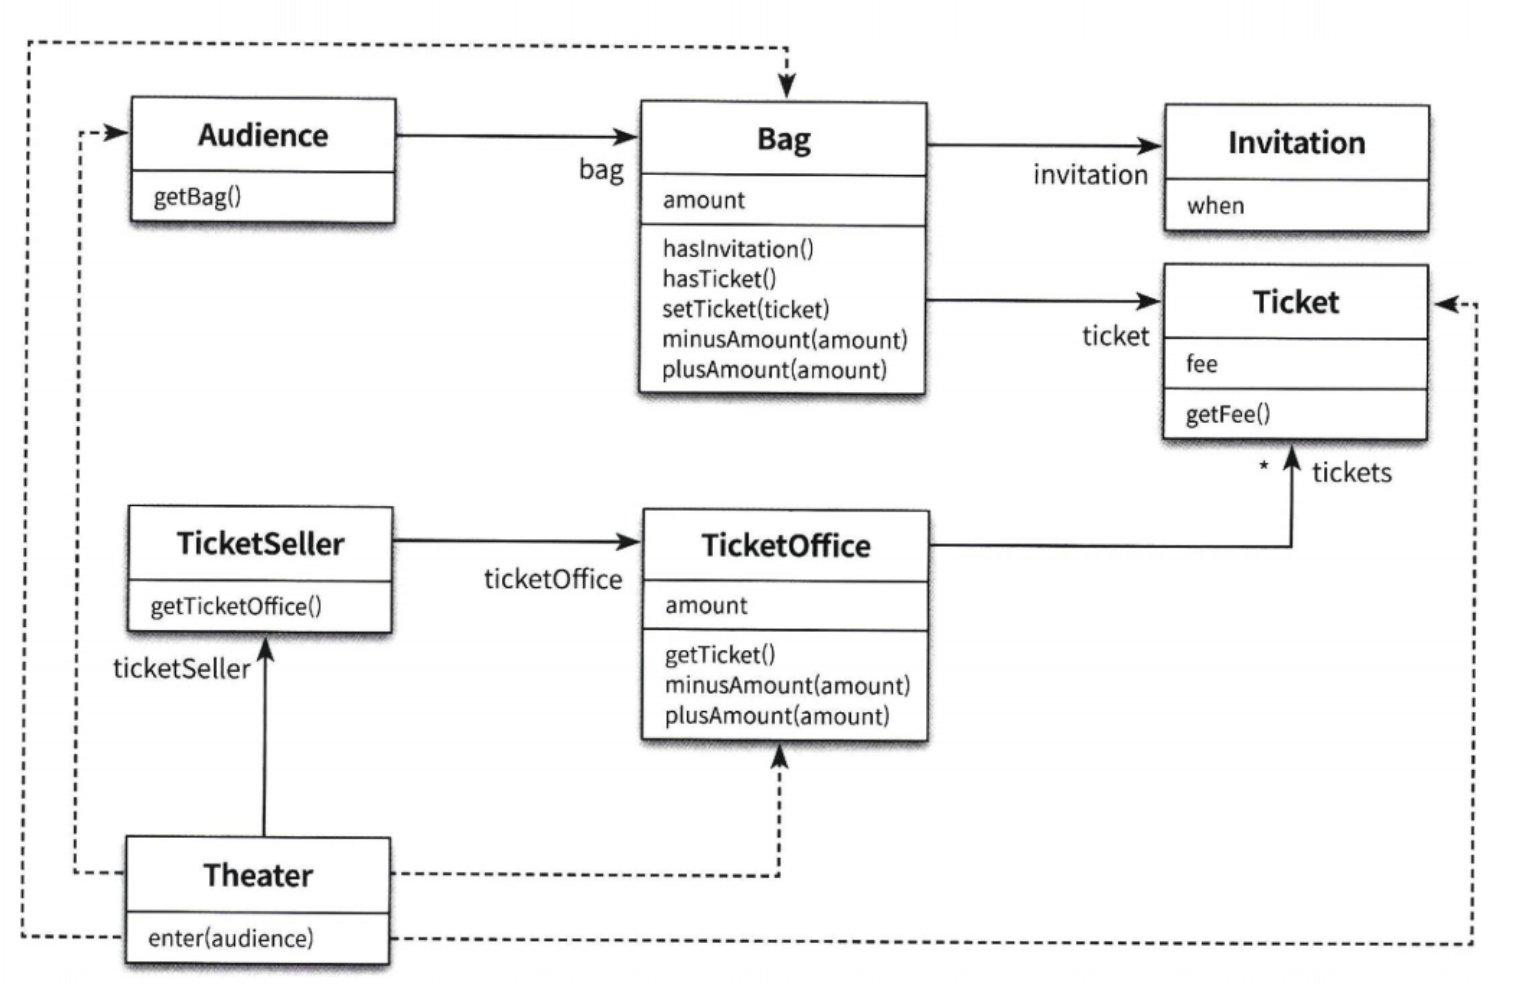 Audience
getBag()
bag
Bag
amount
hasInvitation()
hasTicket()
setTicket(ticket)
minusAmount(amount)
plusAmount(amount)
invitation
Invitation
when
ticket
Ticket
fee
getFee()
* tickets
TicketSeller
getTicketOffice()
ticketOffice
TicketOffice
amount
getTicket()
minusAmount(amount)
plusAmount(amount)
ticketSeller
Theater
enter(audience)